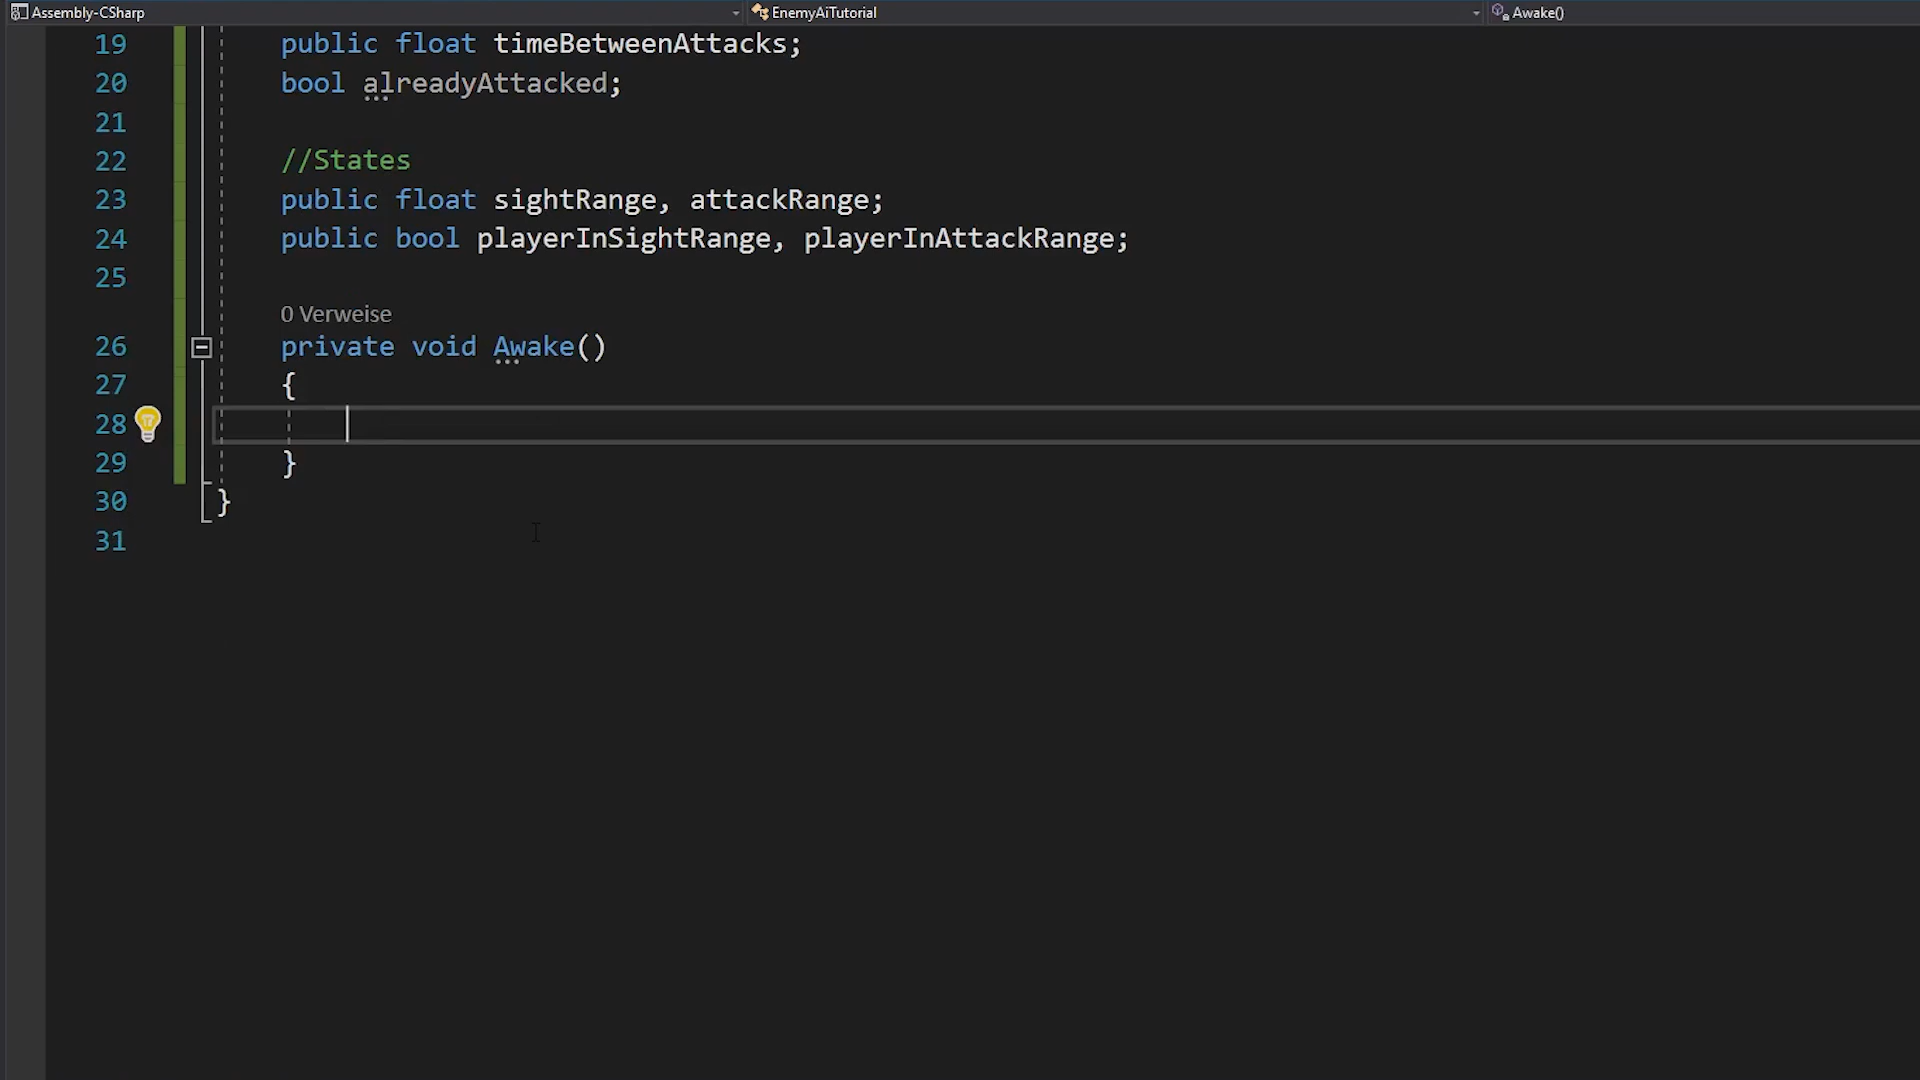 Assembly-CSharp EnemyAiTutorial Awake()
19 public float timeBetweenAttacks;
20 bool alreadyAttacked;
21
22 //States
23 public float sightRange, attackRange;
24 public bool playerInSightRange, playerInAttackRange;
25
0 Verweise
26 private void Awake()
27 {
28
29 }
30 }
31